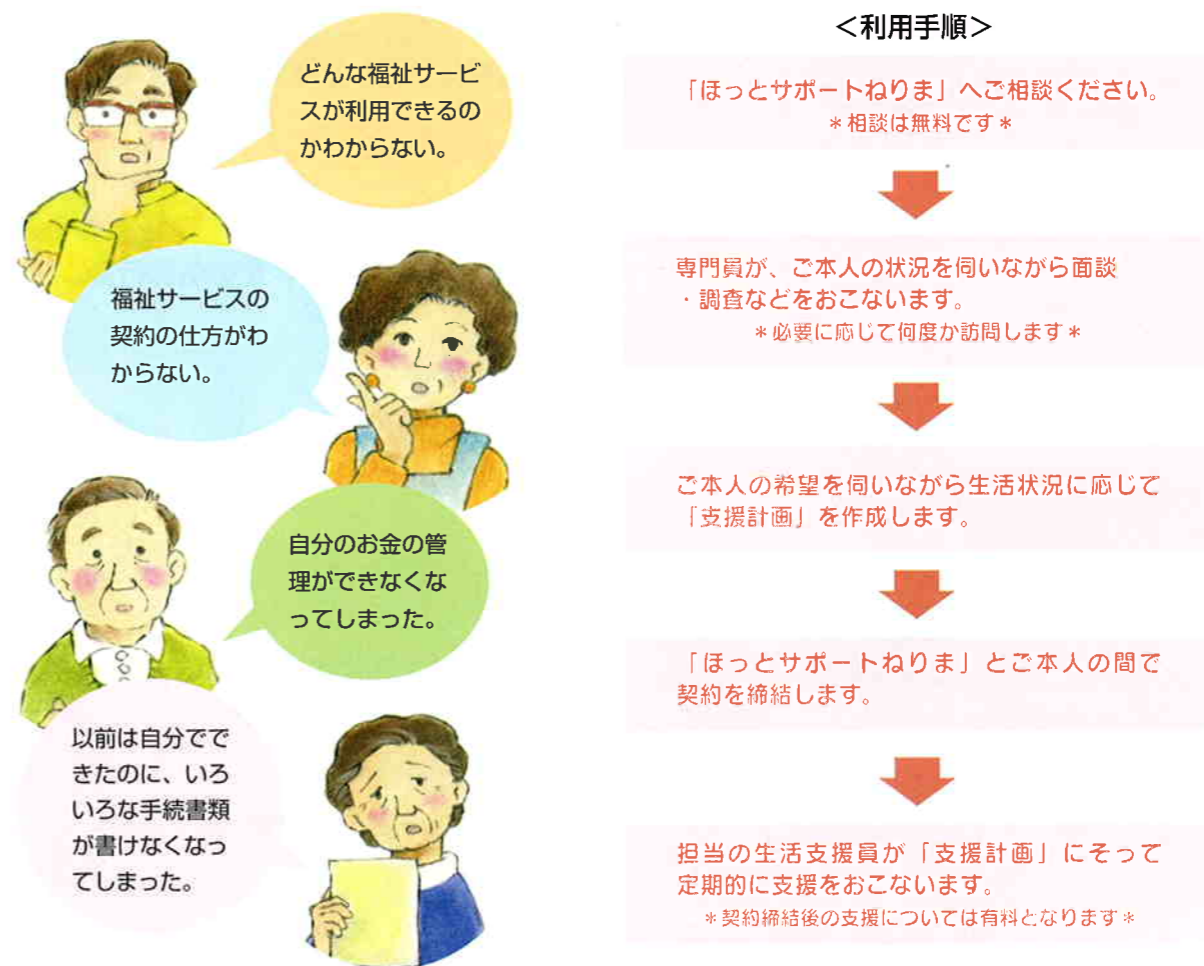 どんな福祉サービ
スが利用できるの
かわからない。
福祉サービスの
契約の仕方がわ
からない。
自分のお金の管
理ができなくな
ってしまった。
以前は自分でで
きたのに、いろ
いろな手続書類
が書けなくなっ
てしまった。
＜利用手順＞
「ほっとサポートねりま」へご相談ください。
＊相談は無料です＊
専門員が、ご本人の状況を伺いながら面談
・調査などをおこないます。
＊必要に応じて何度か訪問します＊
ご本人の希望を伺いながら生活状況に応じて
「支援計画」を作成します。
「ほっとサポートねりま」とご本人の間で
契約を締結します。
担当の生活支援員が「支援計画」にそって
定期的に支援をおこないます。
＊契約締結後の支援については有料となります＊